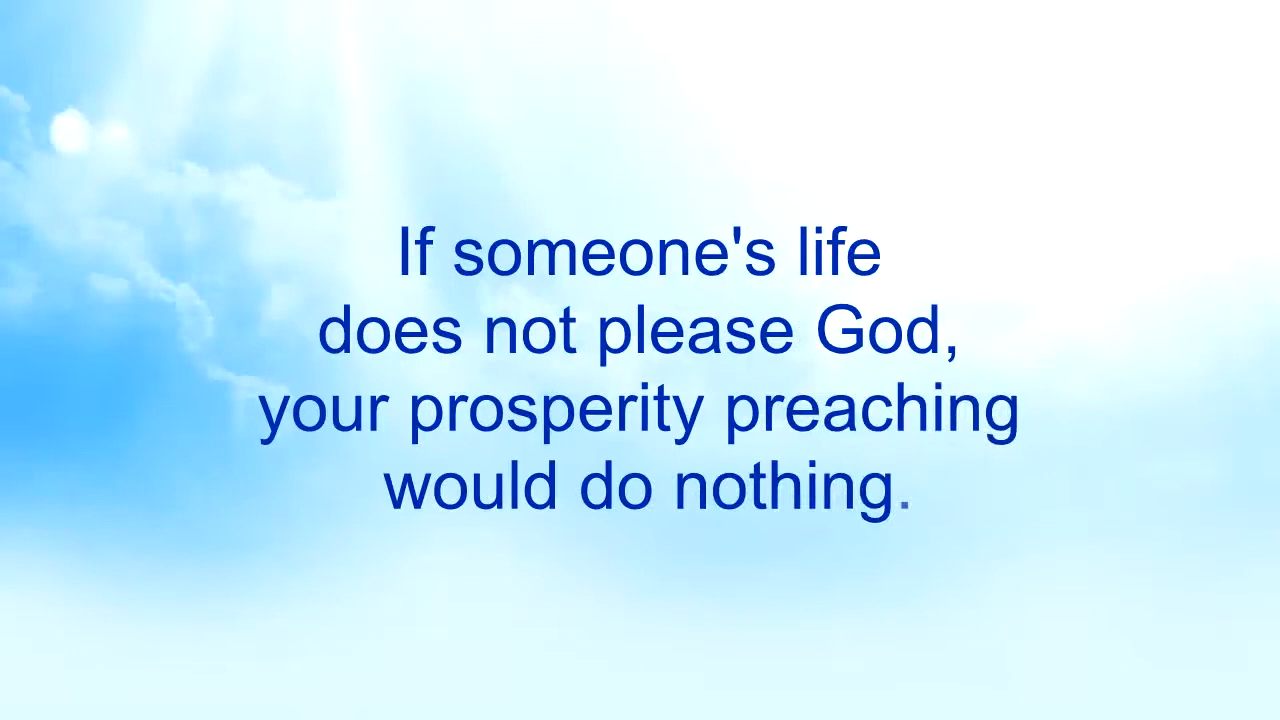 If someone's life
does not please God,
your prosperity preaching
would do nothing.